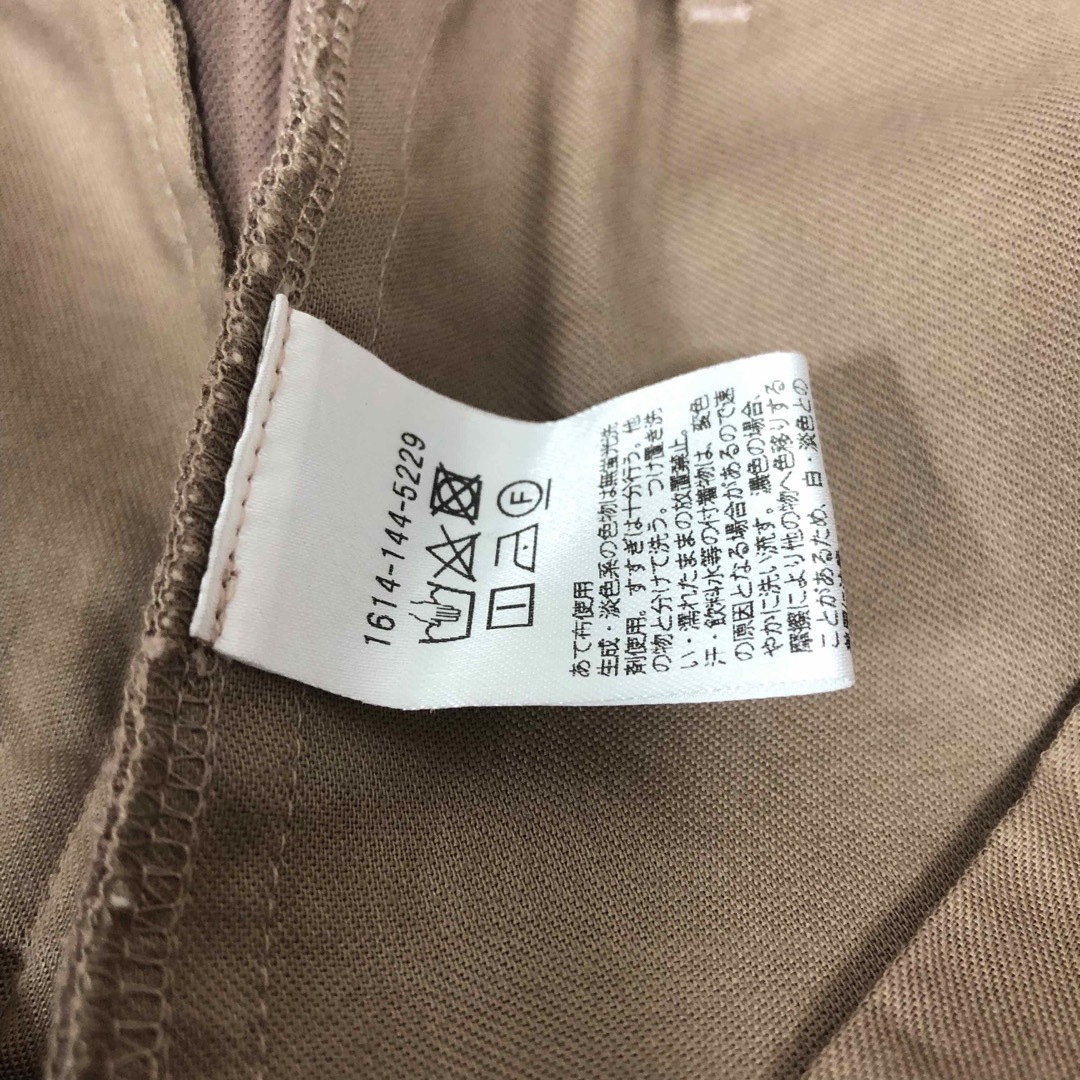 1614-144-5229
F
あて布使用
生成・淡色系の色物は無蛍光洗
剤使用。すすぎは十分行う。他
の物と分けて洗う。つけ置き洗
い・濡れたままの放置禁止。
汗・飲料水等の付着物は、変色
の原因となる場合があるので速
やかに洗い流す。濃色の場合、
摩擦により他の物へ色移りする
ことがあるため、白・淡色との